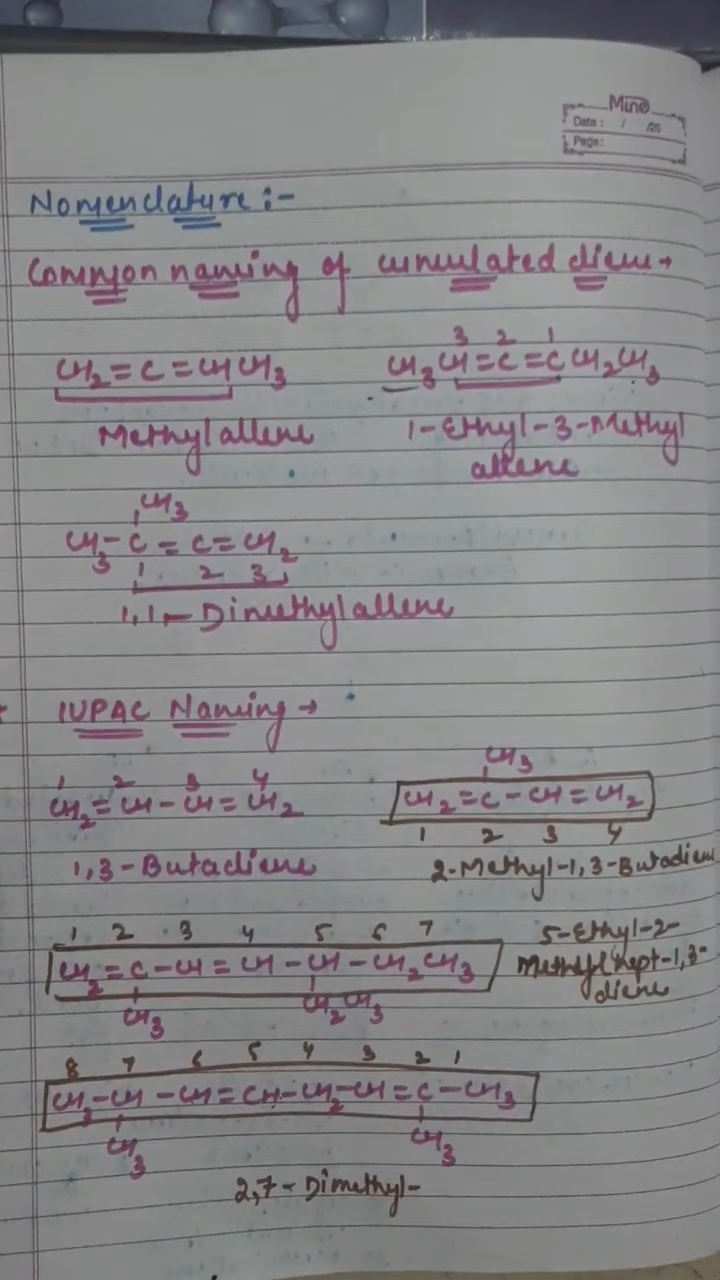 Mino
Date : / /20
Page:
Nomenclature :-
Common naming of cumulated diene →
3 2 1
CH₂=C=CHCH₃ CH₃CH=C=CCH₂CH₃
Methyl allene 1-Ethyl-3-Methyl
allene
CH₃
CH₃-C=C=CH₂
1 2 3
1,1-Dimethylallene
IUPAC Naming →
CH₃
1 2 3 4
CH₂=CH-CH=CH₂ CH₂=C-CH=CH₂
1 2 3 4
1,3-Butadiene 2-Methyl-1,3-Butadiene
1 2 3 4 5 6 7 5-Ethyl-2-
CH₂=C-CH=CH-CH-CH₂CH₃ Methyl Hept-1,3-
CH₃ CH₂CH₃ diene
8 7 6 5 4 3 2 1
CH₃-CH-CH=CH-CH₂-CH=C-CH₃
CH₃ CH₃
2,7-Dimethyl-